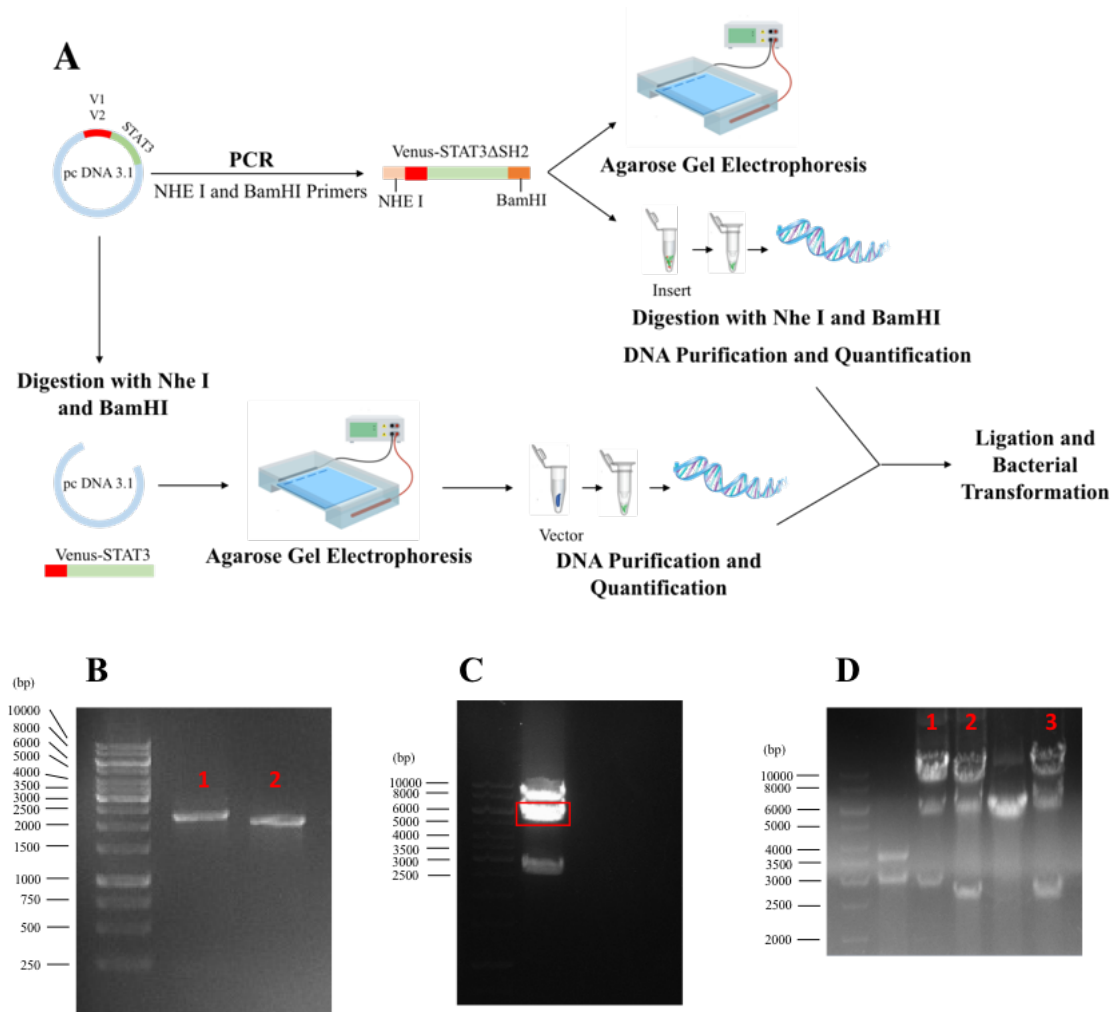 A
V1
V2
STAT3
pc DNA 3.1
PCR
NHE I and BamHI Primers
Venus-STAT3ΔSH2
NHE I
BamHI
Agarose Gel Electrophoresis
Insert
Digestion with Nhe I and BamHI
DNA Purification and Quantification
Digestion with Nhe I
and BamHI
pc DNA 3.1
Venus-STAT3
Agarose Gel Electrophoresis
Vector
DNA Purification and
Quantification
Ligation and
Bacterial
Transformation
B
(bp)
10000
8000
6000
5000
4000
3500
3000
2500
2000
1500
1000
750
500
250
1
2
C
(bp)
10000
8000
6000
5000
4000
3500
3000
2500
D
(bp)
10000
8000
6000
5000
4000
3500
3000
2500
2000
1
2
3